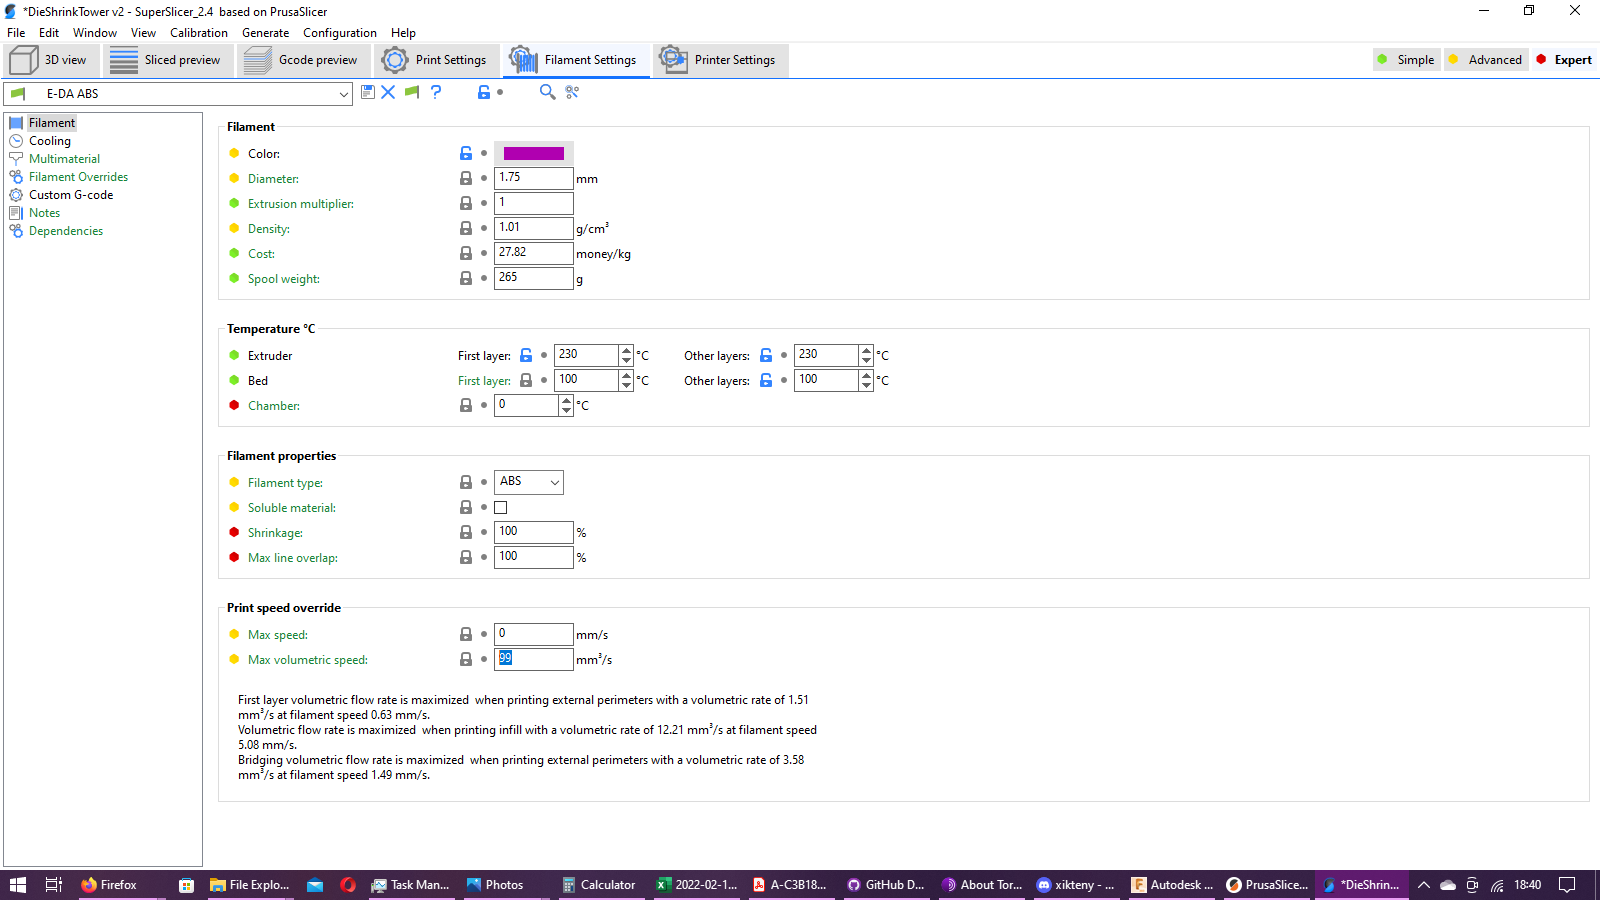 *DieShrinkTower v2 - SuperSlicer_2.4  based on PrusaSlicer
File Edit Window View Calibration Generate Configuration Help
3D view Sliced preview Gcode preview Print Settings Filament Settings Printer Settings Simple Advanced Expert
E-DA ABS
Filament
Cooling
Multimaterial
Filament Overrides
Custom G-code
Notes
Dependencies
Filament
Color:
Diameter: 1.75 mm
Extrusion multiplier: 1
Density: 1.01 g/cm³
Cost: 27.82 money/kg
Spool weight: 265 g
Temperature °C
Extruder First layer: 230 °C Other layers: 230 °C
Bed First layer: 100 °C Other layers: 100 °C
Chamber: 0 °C
Filament properties
Filament type: ABS
Soluble material:
Shrinkage: 100 %
Max line overlap: 100 %
Print speed override
Max speed: 0 mm/s
Max volumetric speed: 99 mm³/s
First layer volumetric flow rate is maximized  when printing external perimeters with a volumetric rate of 1.51
mm³/s at filament speed 0.63 mm/s.
Volumetric flow rate is maximized  when printing infill with a volumetric rate of 12.21 mm³/s at filament speed
5.08 mm/s.
Bridging volumetric flow rate is maximized  when printing external perimeters with a volumetric rate of 3.58
mm³/s at filament speed 1.49 mm/s.
Firefox File Explo... Task Man... Photos Calculator 2022-02-1... A-C3B18... GitHub D... About Tor... xikteny - ... Autodesk ... PrusaSlice... *DieShrin... 18:40